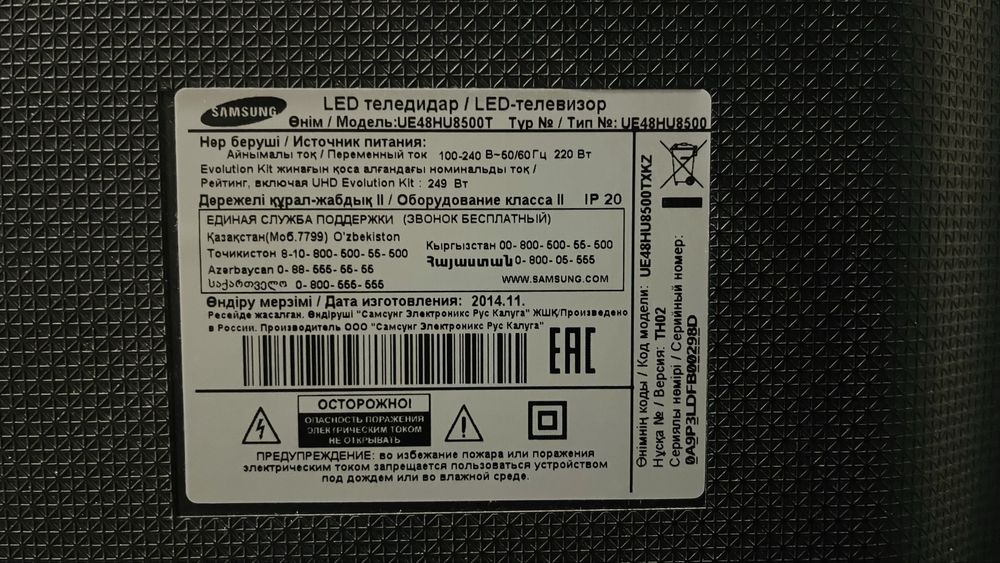 SAMSUNG
LED теледидар / LED-телевизор
Өнім / Модель:UE48HU8500T Түр № / Тип №: UE48HU8500
Нәр беруші / Источник питания:
Айнымалы тоқ / Переменный ток 100-240 В~50/60Гц 220 Вт
Evolution Kit жинағын қоса алғандағы номинальды тоқ /
Рейтинг, включая UHD Evolution Kit : 249 Вт
Дәрежелі құрал-жабдық II / Оборудование класса II IP 20
ЕДИНАЯ СЛУЖБА ПОДДЕРЖКИ (ЗВОНОК БЕСПЛАТНЫЙ)
Қазақстан(Моб.7799) O'zbekiston
Точикистон 8-10-800-500-55-500
Azərbaycan 0-88-555-55-55
საქართველო 0-800-555-555
Кыргызстан 00-800-500-55-500
Հայաստան 0-800-05-555
WWW.SAMSUNG.COM
Өндіру мерзімі / Дата изготовления: 2014.11.
Ресейде жасалған. Өндіруші "Самсунг Электроникс Рус Калуга" ЖШҚ/Произведено
в России. Производитель ООО "Самсунг Электроникс Рус Калуга"
EAC
ОСТОРОЖНО!
ОПАСНОСТЬ ПОРАЖЕНИЯ
ЭЛЕКТРИЧЕСКИМ ТОКОМ
НЕ ОТКРЫВАТЬ
ПРЕДУПРЕЖДЕНИЕ: во избежание пожара или поражения
электрическим током запрещается пользоваться устройством
под дождем или во влажной среде.
Өнімнің коды / Код модели: UE48HU8500TXKZ
Нұсқа № / Версия: TH02
Сериялы нөмірі / Серийный номер:
0A9P3LDFB00298D